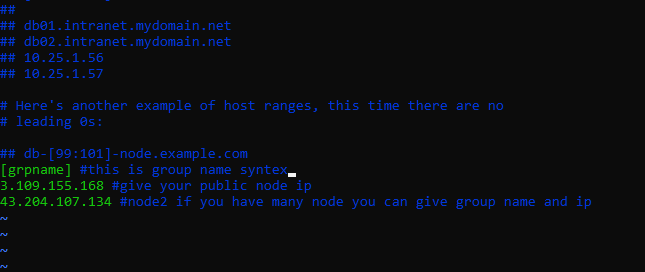 ##
## db01.intranet.mydomain.net
## db02.intranet.mydomain.net
## 10.25.1.56
## 10.25.1.57
# Here's another example of host ranges, this time there are no
# leading 0s:
## db-[99:101]-node.example.com
[grpname] #this is group name syntex
3.109.155.168 #give your public node ip
43.204.107.134 #node2 if you have many node you can give group name and ip
~
~
~
~